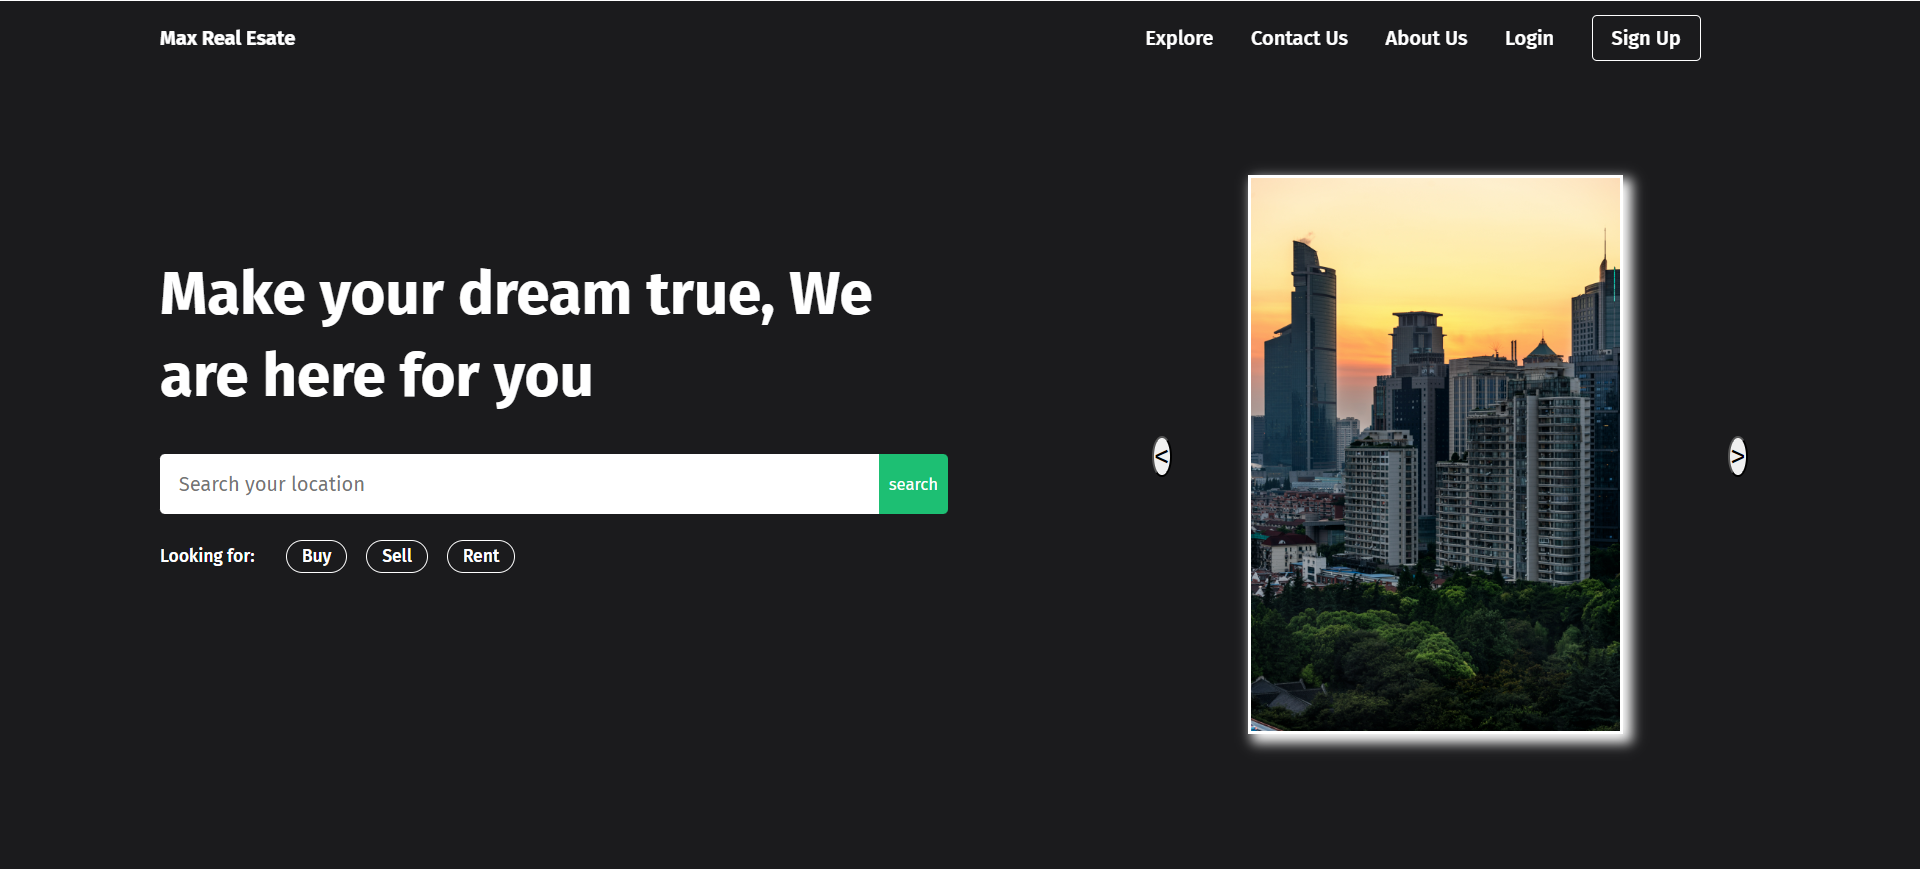 Max Real Esate
Explore
Contact Us
About Us
Login
Sign Up
Make your dream true, We
are here for you
Search your location
search
Looking for:
Buy
Sell
Rent
<
>